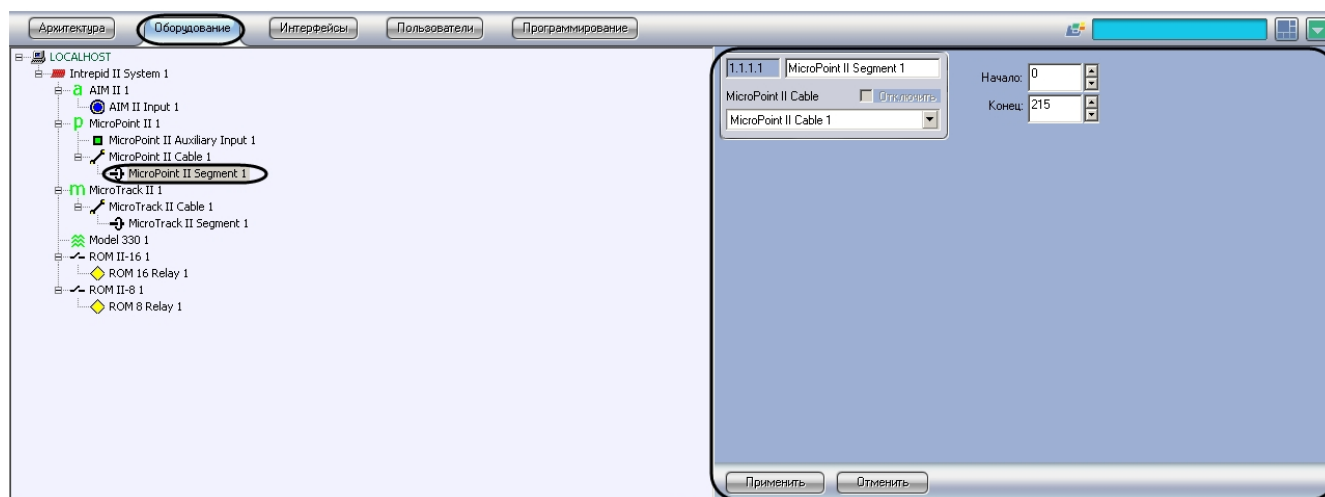 Архитектура Оборудование Интерфейсы Пользователи Программирование
LOCALHOST
Intrepid II System 1
AIM II 1
AIM II Input 1
MicroPoint II 1
MicroPoint II Auxiliary Input 1
MicroPoint II Cable 1
MicroPoint II Segment 1
MicroTrack II 1
MicroTrack II Cable 1
MicroTrack II Segment 1
Model 330 1
ROM II-16 1
ROM 16 Relay 1
ROM II-8 1
ROM 8 Relay 1
1.1.1.1 MicroPoint II Segment 1
MicroPoint II Cable Отключить
MicroPoint II Cable 1
Начало: 0
Конец: 215
Применить Отменить